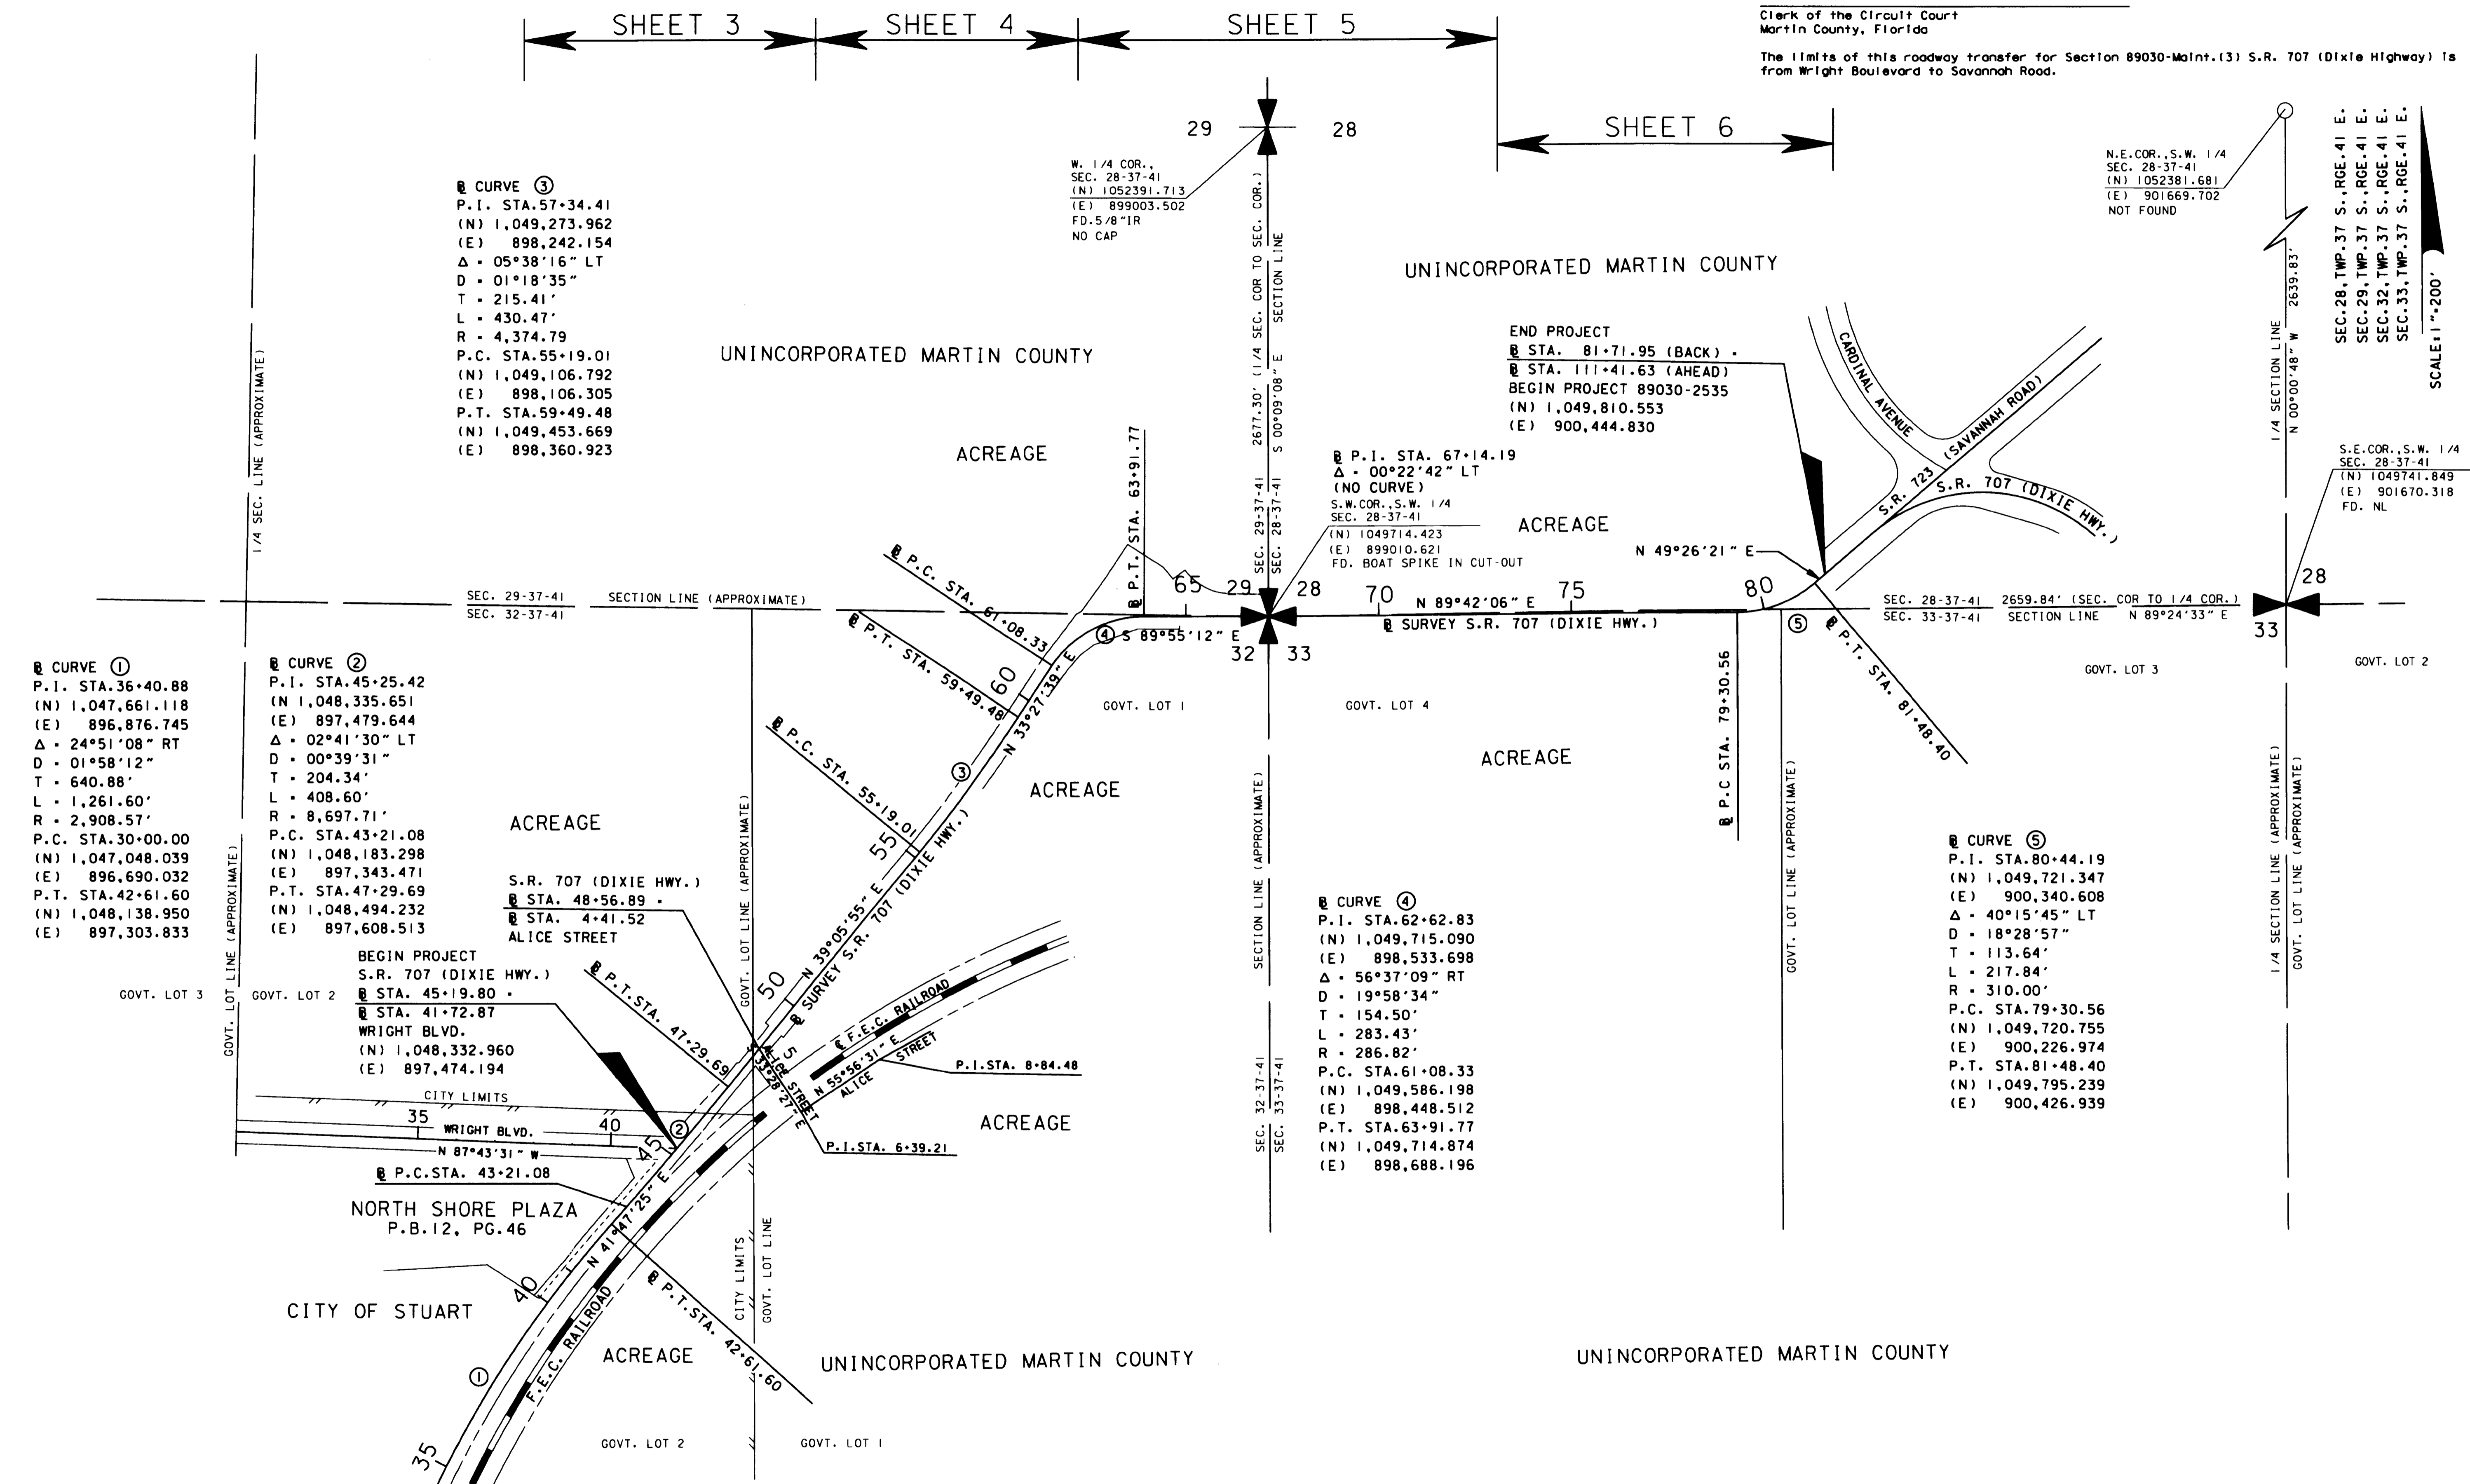 SHEET 3
SHEET 4
SHEET 5
SHEET 6
Clerk of the Circuit Court
Martin County, Florida
The limits of this roadway transfer for Section 89030-Maint.(3) S.R. 707 (Dixie Highway) is
from Wright Boulevard to Savannah Road.
29
28
W. 1/4 COR.,
SEC. 28-37-41
(N) 1052391.713
(E) 899003.502
FD.5/8"IR
NO CAP
N.E.COR.,S.W. 1/4
SEC. 28-37-41
(N) 1052381.681
(E) 901669.702
NOT FOUND
SEC.28,TWP.37 S.,RGE.41 E.
SEC.29,TWP.37 S.,RGE.41 E.
SEC.32,TWP.37 S.,RGE.41 E.
SEC.33,TWP.37 S.,RGE.41 E.
SCALE:1"=200'
℄ CURVE 3
P.I. STA.57+34.41
(N) 1,049,273.962
(E) 898,242.154
Δ = 05°38'16" LT
D = 01°18'35"
T = 215.41'
L = 430.47'
R = 4,374.79
P.C. STA.55+19.01
(N) 1,049,106.792
(E) 898,106.305
P.T. STA.59+49.48
(N) 1,049,453.669
(E) 898,360.923
UNINCORPORATED MARTIN COUNTY
UNINCORPORATED MARTIN COUNTY
1/4 SEC. LINE (APPROXIMATE)
2677.30' (1/4 SEC. COR TO SEC. COR.)
S 00°09'08" E SECTION LINE
SEC. 29-37-41
SEC. 28-37-41
END PROJECT
℄ STA. 81+71.95 (BACK) =
℄ STA. 111+41.63 (AHEAD)
BEGIN PROJECT 89030-2535
(N) 1,049,810.553
(E) 900,444.830
CARDINAL AVENUE
S.R. 723 (SAVANNAH ROAD)
S.R. 707 (DIXIE HWY.)
1/4 SECTION LINE
N 00°00'48" W 2639.83'
S.E.COR.,S.W. 1/4
SEC. 28-37-41
(N) 1049741.849
(E) 901670.318
FD. NL
ACREAGE
℄ P.T. STA. 63+91.77
℄ P.I. STA. 67+14.19
Δ = 00°22'42" LT
(NO CURVE)
S.W.COR.,S.W. 1/4
SEC. 28-37-41
(N) 1049714.423
(E) 899010.621
FD. BOAT SPIKE IN CUT-OUT
ACREAGE
N 49°26'21" E
℄ P.C. STA. 61+08.33
℄ P.T. STA. 59+49.48
SEC. 29-37-41 SECTION LINE (APPROXIMATE)
SEC. 32-37-41
65
29
28
70
N 89°42'06" E
75
80
SEC. 28-37-41 2659.84' (SEC. COR TO 1/4 COR.)
SEC. 33-37-41 SECTION LINE N 89°24'33" E
28
33
4
S 89°55'12" E
32
33
℄ SURVEY S.R. 707 (DIXIE HWY.)
5
℄ P.T. STA. 81+48.40
℄ P.C STA. 79+30.56
GOVT. LOT 3
GOVT. LOT 2
60
N 33°27'39" E
GOVT. LOT 1
GOVT. LOT 4
℄ CURVE 1
P.I. STA.36+40.88
(N) 1,047,661.118
(E) 896,876.745
Δ = 24°51'08" RT
D = 01°58'12"
T = 640.88'
L = 1,261.60'
R = 2,908.57'
P.C. STA.30+00.00
(N) 1,047,048.039
(E) 896,690.032
P.T. STA.42+61.60
(N) 1,048,138.950
(E) 897,303.833
℄ CURVE 2
P.I. STA.45+25.42
(N 1,048,335.651
(E) 897,479.644
Δ = 02°41'30" LT
D = 00°39'31"
T = 204.34'
L = 408.60'
R = 8,697.71'
P.C. STA.43+21.08
(N) 1,048,183.298
(E) 897,343.471
P.T. STA.47+29.69
(N) 1,048,494.232
(E) 897,608.513
℄ P.C. STA. 55+19.01
3
55
ACREAGE
ACREAGE
ACREAGE
GOVT. LOT LINE (APPROXIMATE)
GOVT. LOT LINE (APPROXIMATE)
SECTION LINE (APPROXIMATE)
GOVT. LOT LINE (APPROXIMATE)
1/4 SECTION LINE (APPROXIMATE)
GOVT. LOT LINE (APPROXIMATE)
S.R. 707 (DIXIE HWY.)
℄ STA. 48+56.89 =
℄ STA. 4+41.52
ALICE STREET
N 39°05'55" E
℄ SURVEY S.R. 707 (DIXIE HWY.)
℄ CURVE 4
P.I. STA.62+62.83
(N) 1,049,715.090
(E) 898,533.698
Δ = 56°37'09" RT
D = 19°58'34"
T = 154.50'
L = 283.43'
R = 286.82'
P.C. STA.61+08.33
(N) 1,049,586.198
(E) 898,448.512
P.T. STA.63+91.77
(N) 1,049,714.874
(E) 898,688.196
℄ CURVE 5
P.I. STA.80+44.19
(N) 1,049,721.347
(E) 900,340.608
Δ = 40°15'45" LT
D = 18°28'57"
T = 113.64'
L = 217.84'
R = 310.00'
P.C. STA.79+30.56
(N) 1,049,720.755
(E) 900,226.974
P.T. STA.81+48.40
(N) 1,049,795.239
(E) 900,426.939
BEGIN PROJECT
S.R. 707 (DIXIE HWY.)
℄ STA. 45+19.80 =
℄ STA. 41+72.87
WRIGHT BLVD.
(N) 1,048,332.960
(E) 897,474.194
GOVT. LOT 3
GOVT. LOT 2
℄ P.T.STA. 47+29.69
50
℄ F.E.C. RAILROAD
N 55°56'31" E
ALICE STREET
5
ALICE STREET
S 33°28'27" E
P.I.STA. 8+84.48
P.I.STA. 6+39.21
ACREAGE
SEC. 32-37-41
SEC. 33-37-41
CITY LIMITS
35
WRIGHT BLVD.
40
45
2
N 87°43'31" W
℄ P.C.STA. 43+21.08
NORTH SHORE PLAZA
P.B.12, PG.46
N 41°47'25" E
40
CITY LIMITS
GOVT. LOT LINE
CITY OF STUART
F.E.C. RAILROAD
℄ P.T.STA. 42+61.60
ACREAGE
UNINCORPORATED MARTIN COUNTY
UNINCORPORATED MARTIN COUNTY
1
35
GOVT. LOT 2
GOVT. LOT 1